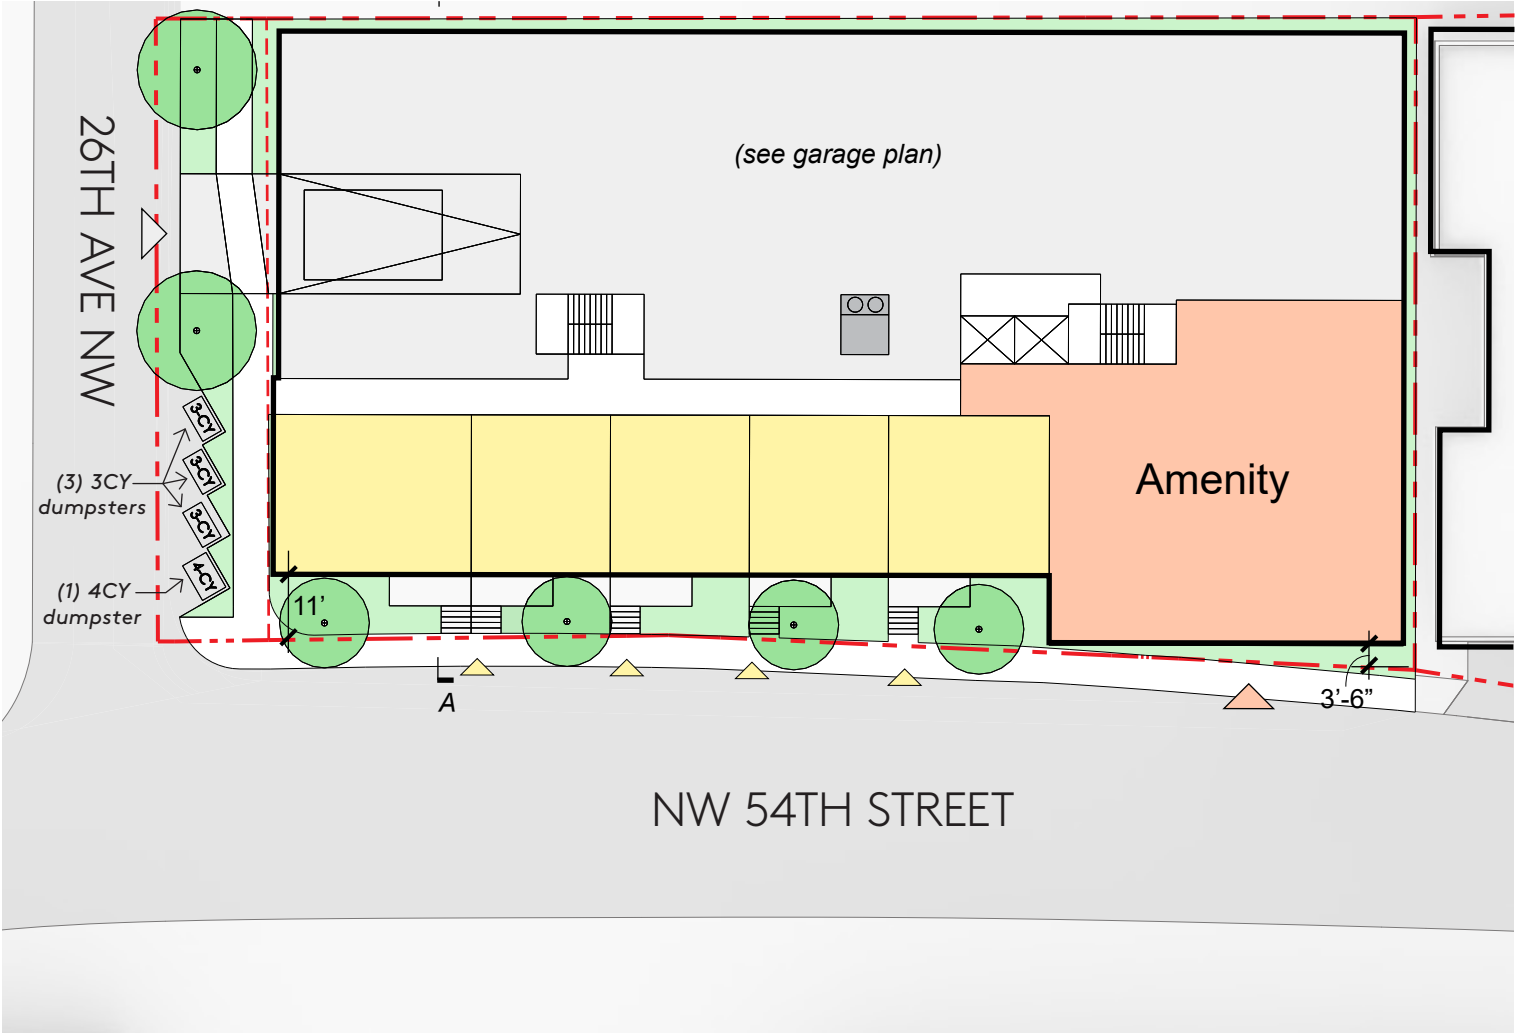 (see garage plan)
26TH AVE NW
3-CY
3-CY
3-CY
4-CY
(3) 3CY
dumpsters
(1) 4CY
dumpster
Amenity
11’
A
3’-6”
NW 54TH STREET